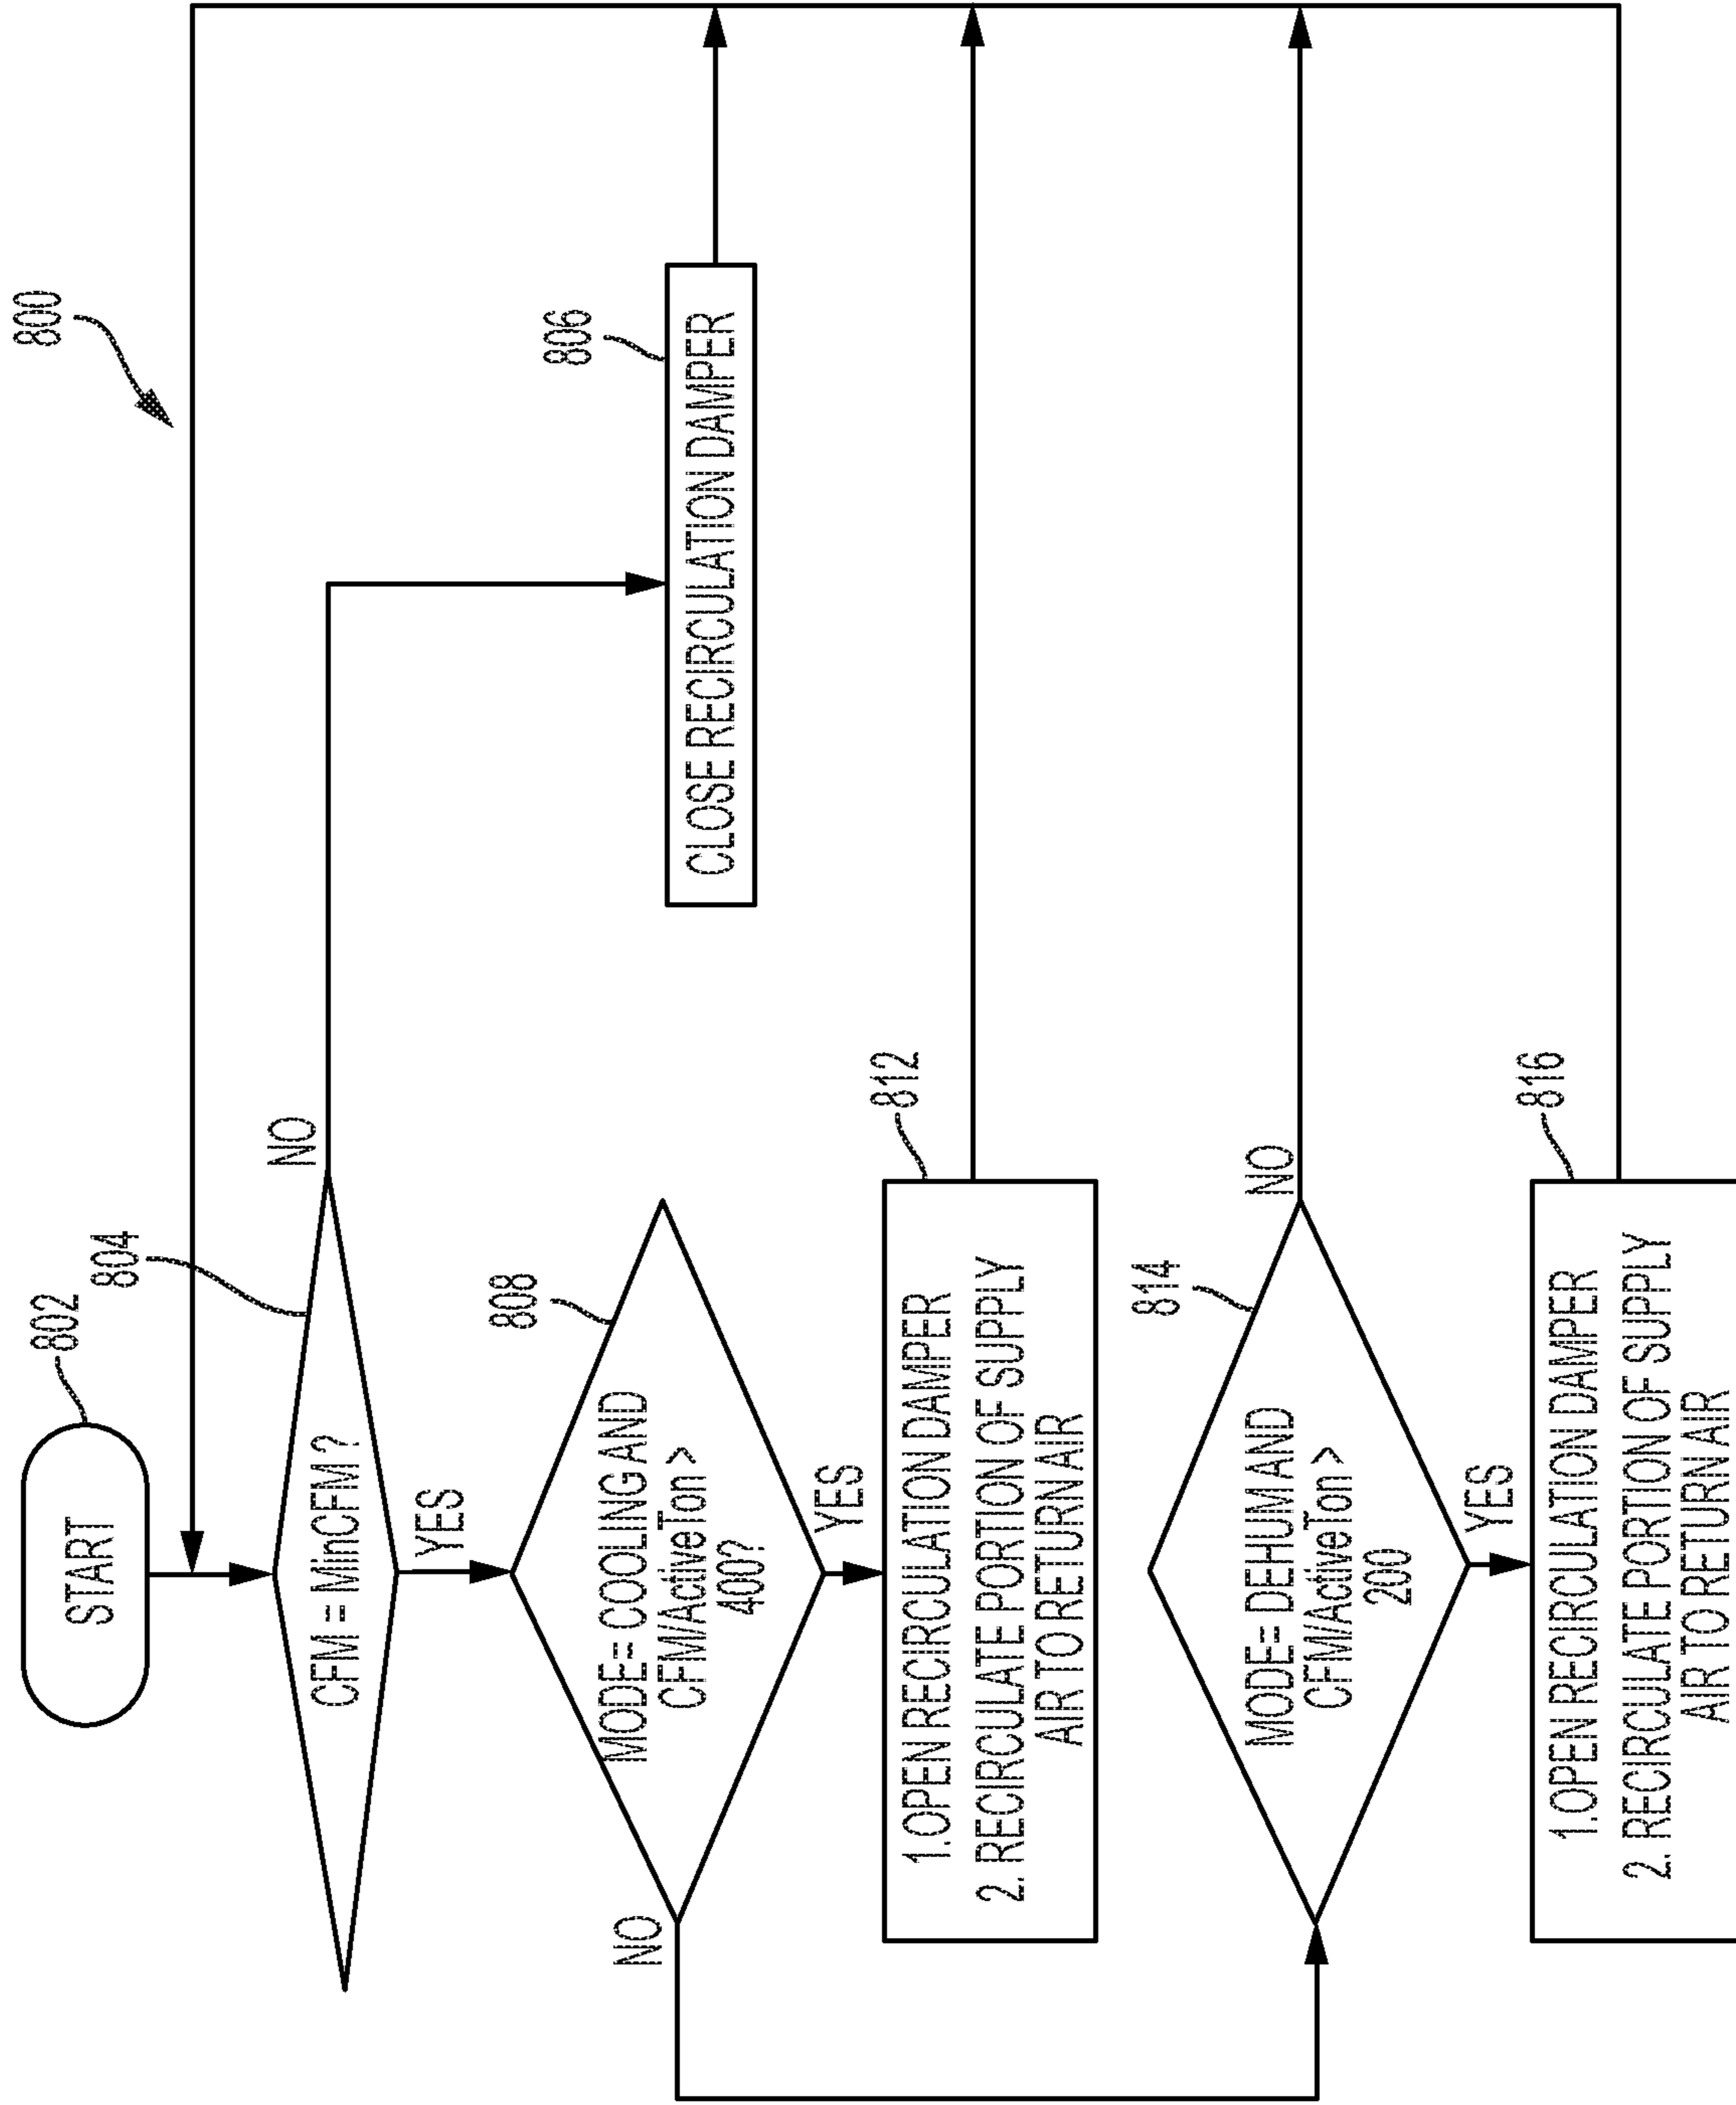 800
START
802
804
CFM = MinCFM ?
NO
YES
806
CLOSE RECIRCULATION DAMPER
808
MODE= COOLING AND
CFM/ActiveTon >
400?
NO
YES
812
1.OPEN RECIRCULATION DAMPER
2. RECIRCULATE PORTION OF SUPPLY
AIR TO RETURN AIR
814
MODE= DEHUM AND
CFM/ActiveTon >
200
NO
YES
816
1.OPEN RECIRCULATION DAMPER
2. RECIRCULATE PORTION OF SUPPLY
AIR TO RETURN AIR